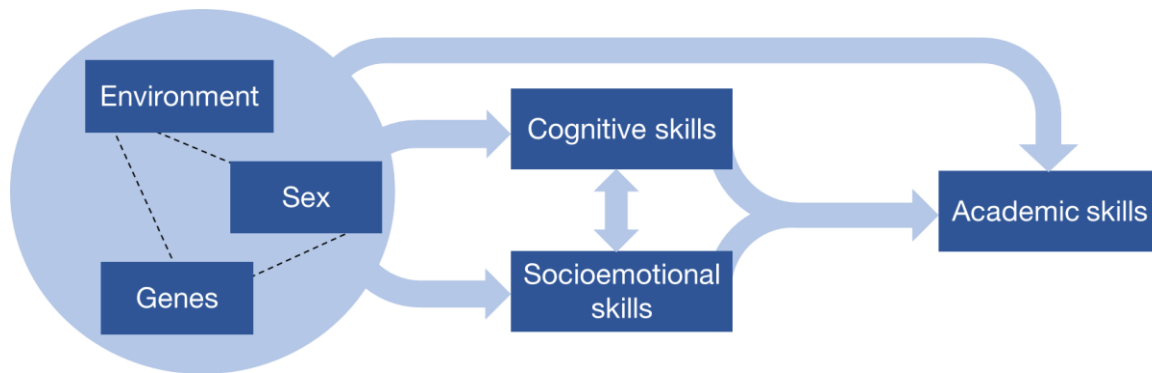 Environment
Sex
Genes
Cognitive skills
Socioemotional
skills
Academic skills